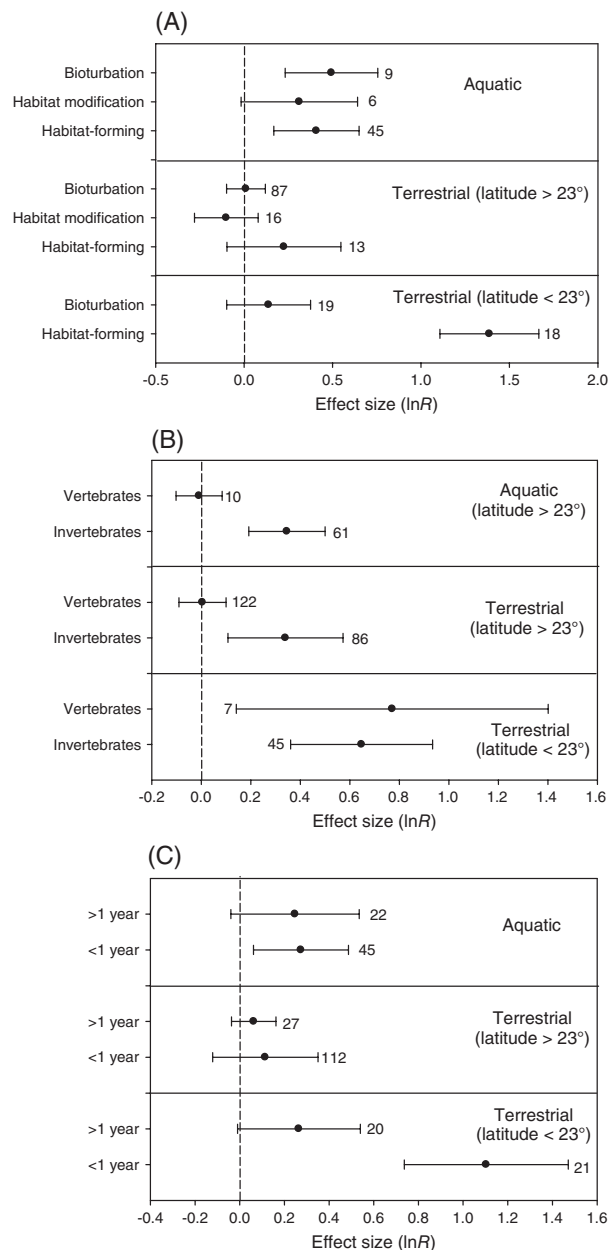 (A)
Bioturbation 9 Aquatic
Habitat modification 6
Habitat-forming 45
Bioturbation 87 Terrestrial (latitude > 23°)
Habitat modification 16
Habitat-forming 13
Bioturbation 19 Terrestrial (latitude < 23°)
Habitat-forming 18
-0.5 0.0 0.5 1.0 1.5 2.0
Effect size (lnR)
(B)
Vertebrates 10 Aquatic
(latitude > 23°)
Invertebrates 61
Vertebrates 122 Terrestrial
(latitude > 23°)
Invertebrates 86
Vertebrates 7 Terrestrial
(latitude < 23°)
Invertebrates 45
-0.2 0.0 0.2 0.4 0.6 0.8 1.0 1.2 1.4 1.6
Effect size (lnR)
(C)
>1 year 22 Aquatic
<1 year 45
>1 year 27 Terrestrial
(latitude > 23°)
<1 year 112
>1 year 20 Terrestrial
(latitude < 23°)
<1 year 21
-0.4 -0.2 0.0 0.2 0.4 0.6 0.8 1.0 1.2 1.4 1.6
Effect size (lnR)